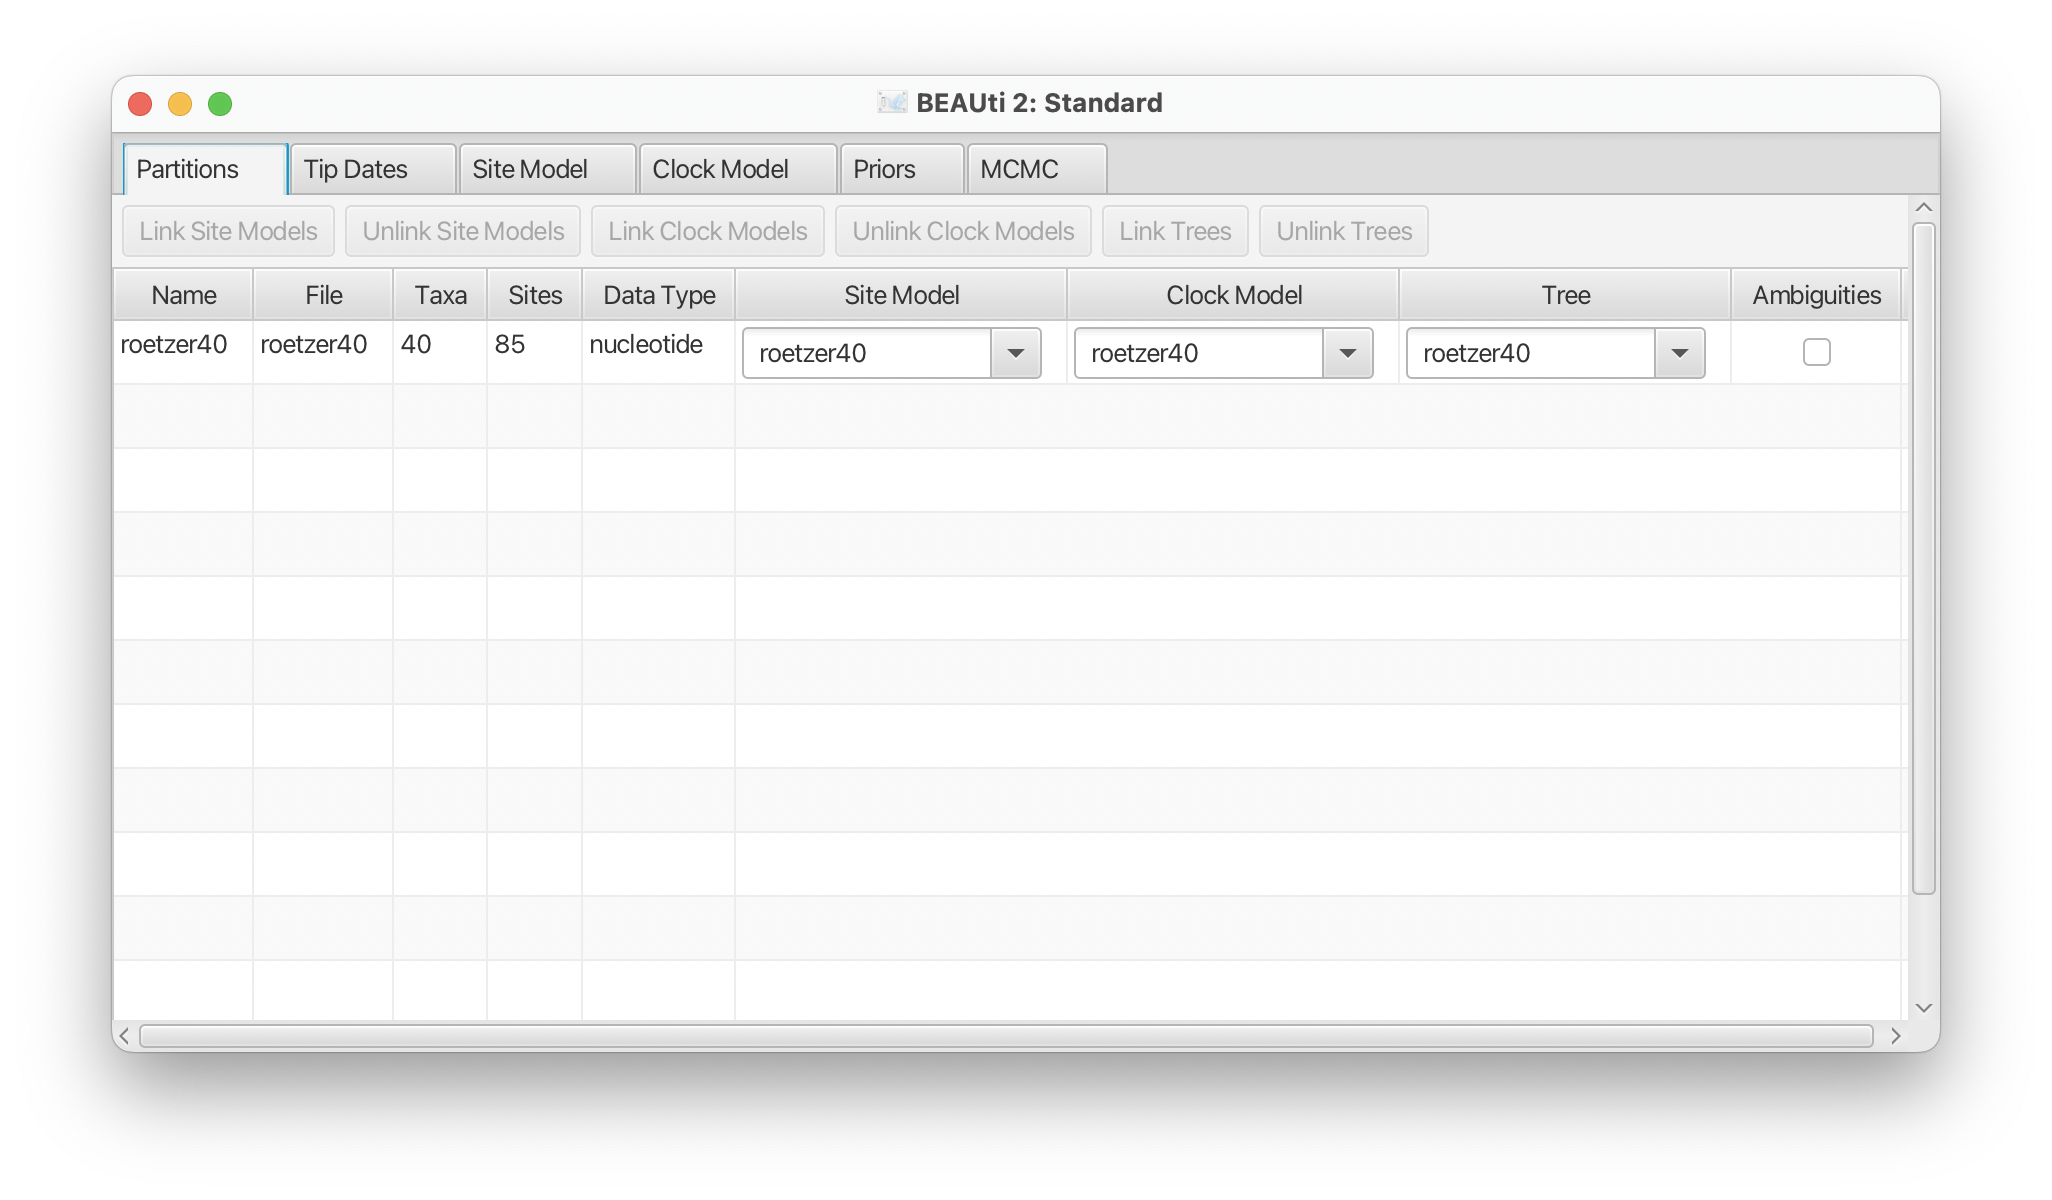 BEAUti 2: Standard
Partitions Tip Dates Site Model Clock Model Priors MCMC
Link Site Models Unlink Site Models Link Clock Models Unlink Clock Models Link Trees Unlink Trees
Name File Taxa Sites Data Type Site Model Clock Model Tree Ambiguities
roetzer40 roetzer40 40 85 nucleotide roetzer40 roetzer40 roetzer40